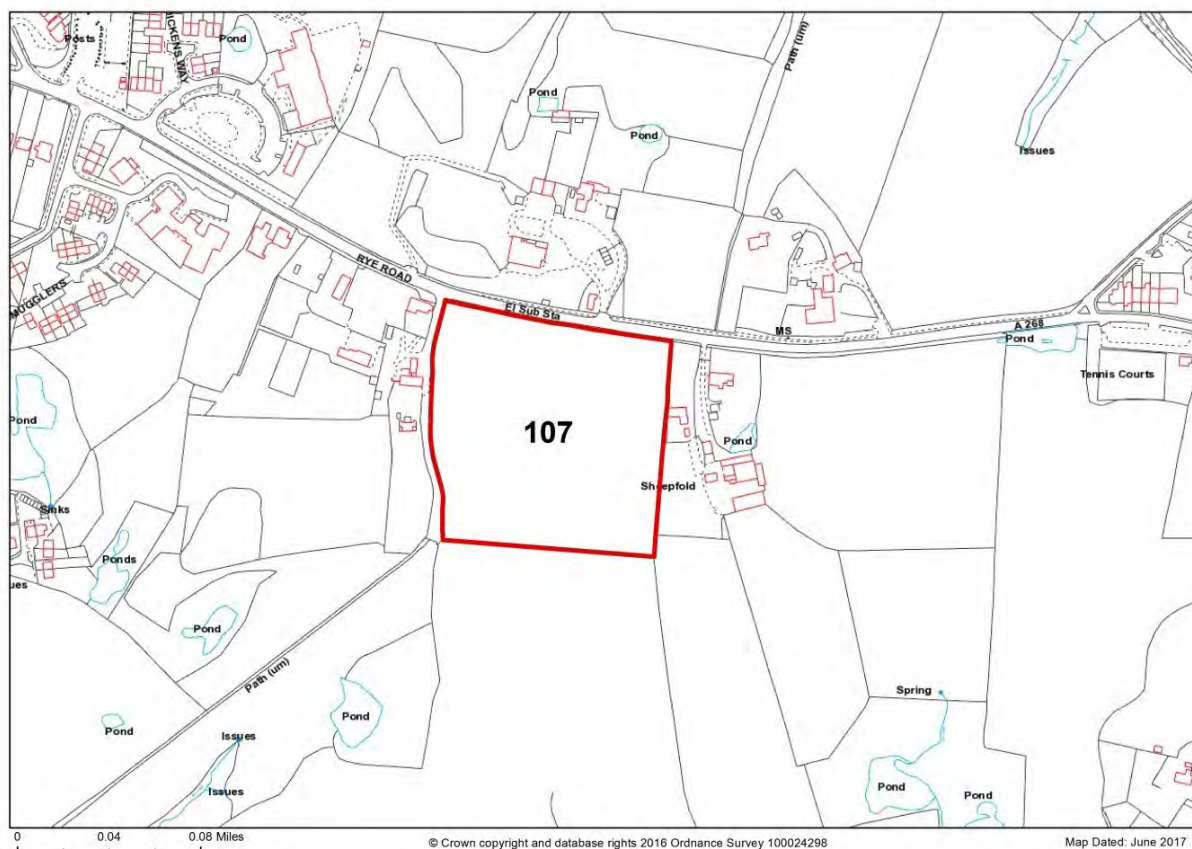 Posts
ICKENS WAY
Pond
Path (um)
Pond
Pond
Issues
RYE ROAD
MUGGLERS
El Sub Sta
MS
A 268
Pond
Tennis Courts
Pond
107
Pond
Sheepfold
Sinks
Ponds
ues
Pond
Path (um)
Spring
Pond
Pond
Issues
Issues
Pond
Pond
0 0.04 0.08 Miles
© Crown copyright and database rights 2016 Ordnance Survey 100024298
Map Dated: June 2017